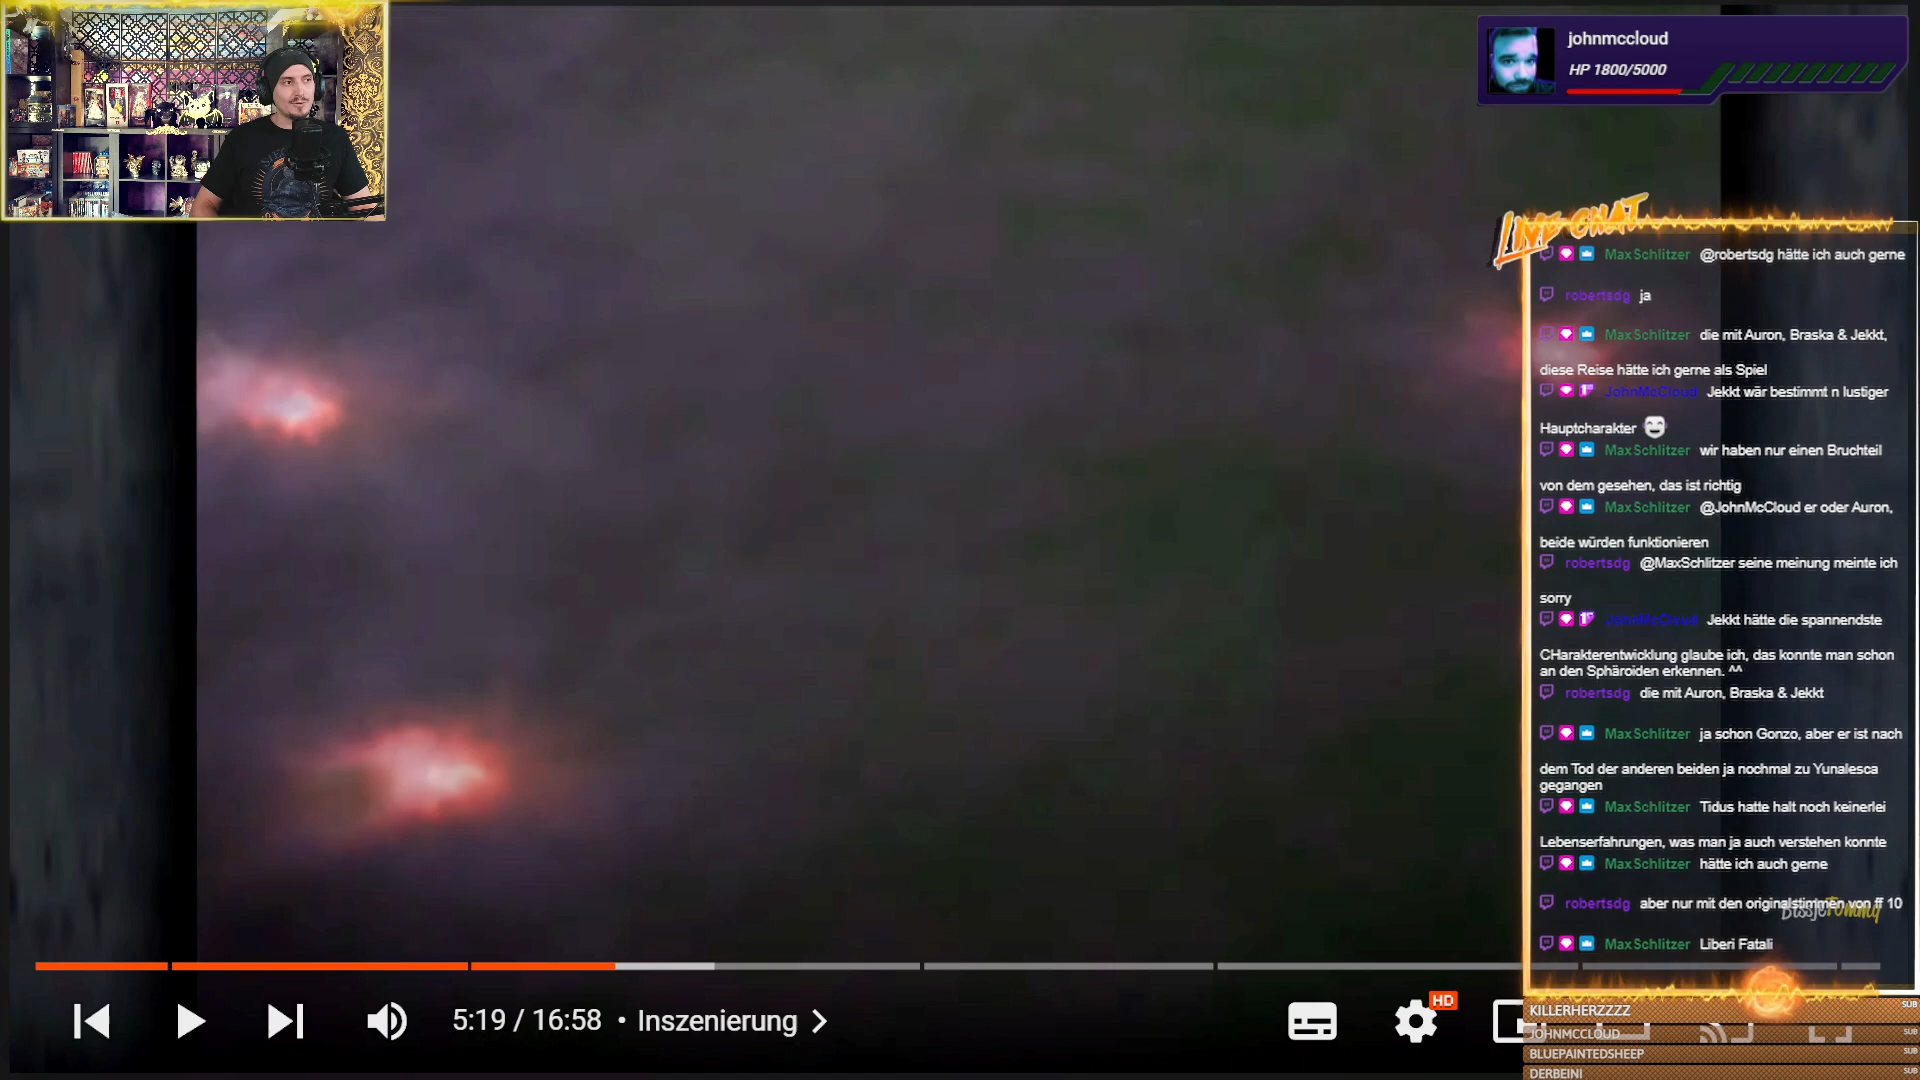 johnmccloud
HP 1800/5000
LIVE CHAT
MaxSchlitzer @robertsdg hätte ich auch gerne
robertsdg ja
MaxSchlitzer die mit Auron, Braska & Jekkt,
diese Reise hätte ich gerne als Spiel
JohnMcCloud Jekkt wär bestimmt n lustiger
Hauptcharakter
MaxSchlitzer wir haben nur einen Bruchteil
von dem gesehen, das ist richtig
MaxSchlitzer @JohnMcCloud er oder Auron,
beide würden funktionieren
robertsdg @MaxSchlitzer seine meinung meinte ich
sorry
JohnMcCloud Jekkt hätte die spannendste
CHarakterentwicklung glaube ich, das konnte man schon
an den Sphäroiden erkennen. ^^
robertsdg die mit Auron, Braska & Jekkt
MaxSchlitzer ja schon Gonzo, aber er ist nach
dem Tod der anderen beiden ja nochmal zu Yunalesca
gegangen
MaxSchlitzer Tidus hatte halt noch keinerlei
Lebenserfahrungen, was man ja auch verstehen konnte
MaxSchlitzer hätte ich auch gerne
robertsdg aber nur mit den originalstimmen von ff 10
BissjeTommy
MaxSchlitzer Liberi Fatali
5:19 / 16:58 • Inszenierung
HD
KILLERHERZZZZ SUB
JOHNMCCLOUD SUB
BLUEPAINTEDSHEEP SUB
DERBEINI SUB